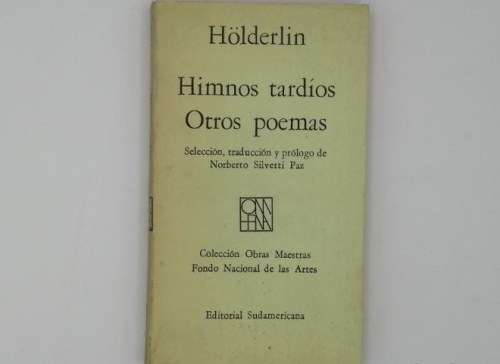 Hölderlin
Himnos tardíos
Otros poemas
Selección, traducción y prólogo de
Norberto Silvetti Paz
Colección Obras Maestras
Fondo Nacional de las Artes
Editorial Sudamericana